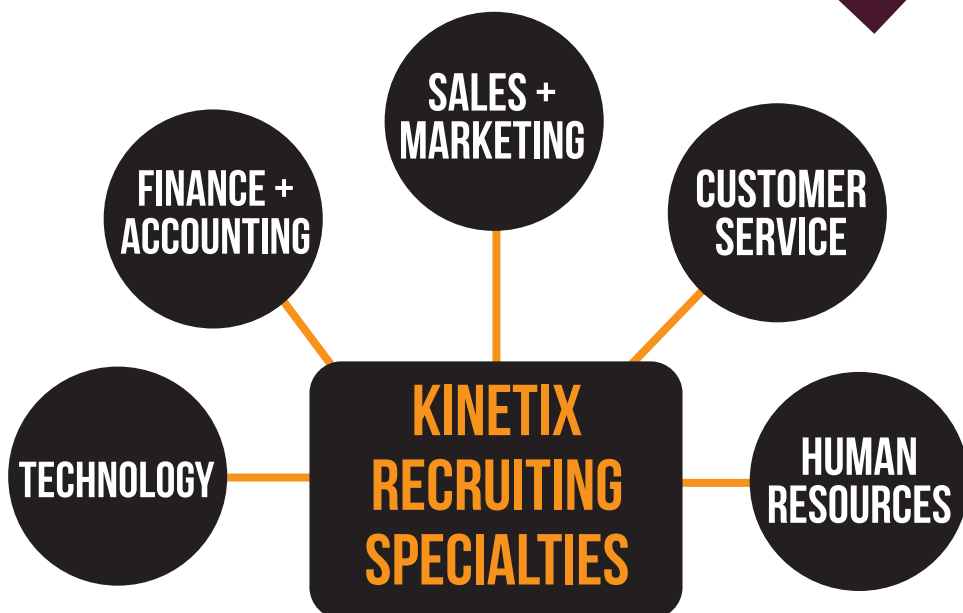 SALES +
MARKETING
FINANCE +
ACCOUNTING
CUSTOMER
SERVICE
TECHNOLOGY
KINETIX
RECRUITING
SPECIALTIES
HUMAN
RESOURCES